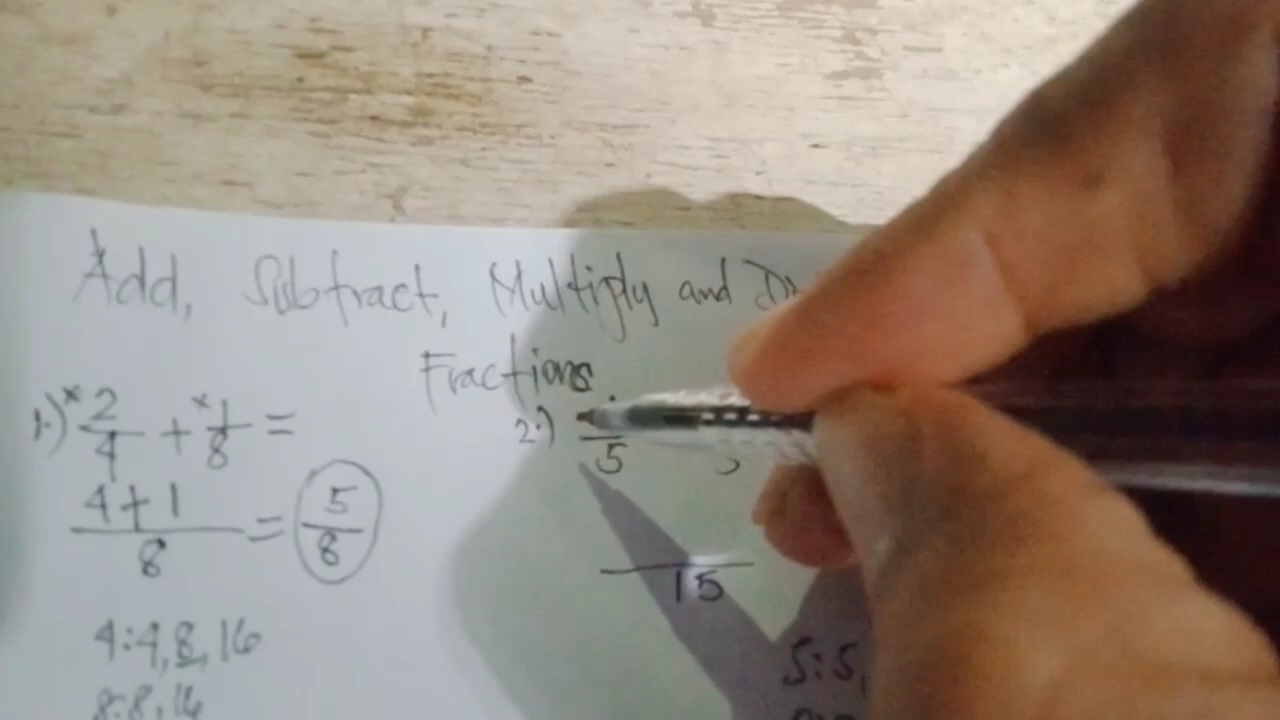 Add, Subtract, Multiply and
Fractions.
1.) 2/4 + 1/8 =
4+1/8 = 5/8
4:4,8,16
8:8,16
2.) /5
/15
5:5,